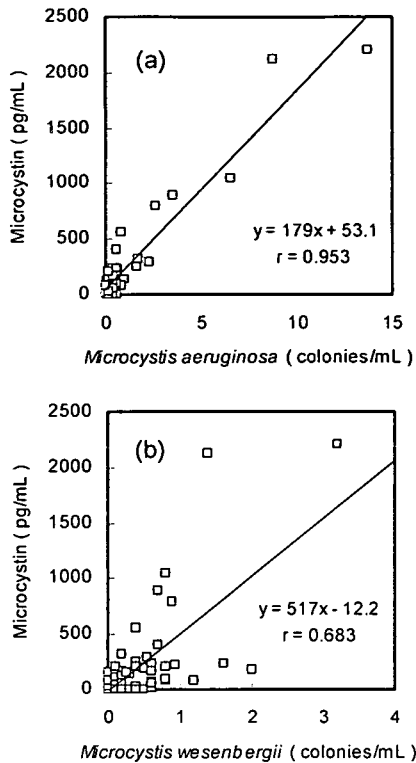 2500
(a)
2000
1500
Microcystin ( pg/mL )
1000
y = 179x + 53.1
r = 0.953
500
0
0 5 10 15
Microcystis aeruginosa ( colonies/mL )
2500
(b)
2000
1500
Microcystin ( pg/mL )
1000
y = 517x - 12.2
r = 0.683
500
0
0 1 2 3 4
Microcystis wesenbergii ( colonies/mL )